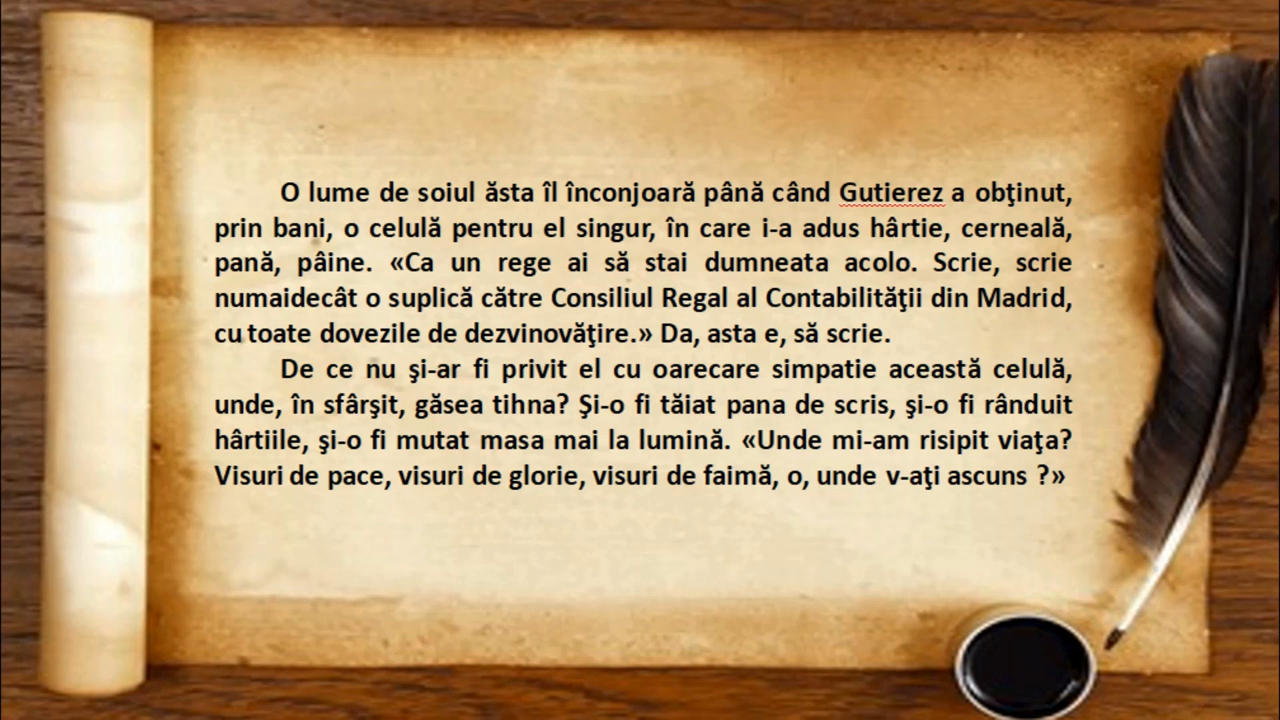 O lume de soiul ăsta îl înconjoară până când Gutierez a obţinut,
prin bani, o celulă pentru el singur, în care i-a adus hârtie, cerneală,
pană, pâine. «Ca un rege ai să stai dumneata acolo. Scrie, scrie
numaidecât o suplică către Consiliul Regal al Contabilităţii din Madrid,
cu toate dovezile de dezvinovăţire.» Da, asta e, să scrie.
De ce nu şi-ar fi privit el cu oarecare simpatie această celulă,
unde, în sfârşit, găsea tihna? Şi-o fi tăiat pana de scris, şi-o fi rânduit
hârtiile, şi-o fi mutat masa mai la lumină. «Unde mi-am risipit viaţa?
Visuri de pace, visuri de glorie, visuri de faimă, o, unde v-aţi ascuns ?»